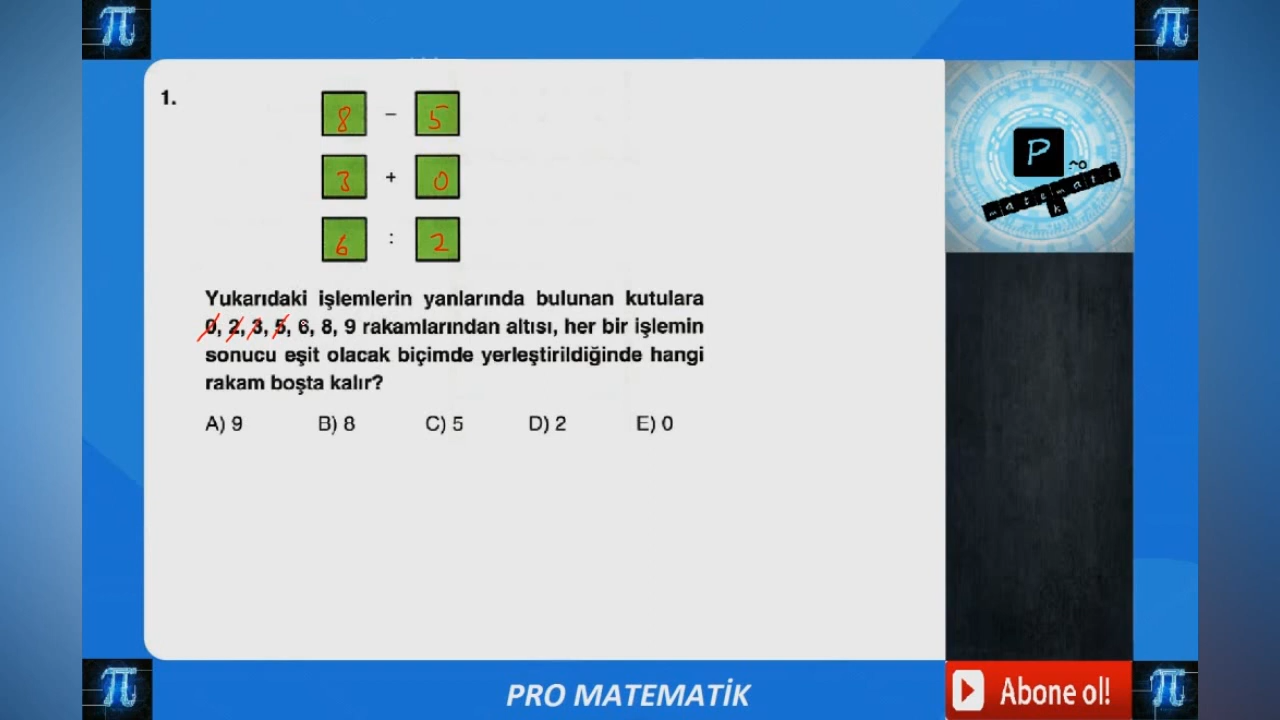 π
π
1.
8 - 5
3 + 0
6 : 2
Yukarıdaki işlemlerin yanlarında bulunan kutulara
0, 2, 3, 5, 6, 8, 9 rakamlarından altısı, her bir işlemin
sonucu eşit olacak biçimde yerleştirildiğinde hangi
rakam boşta kalır?
A) 9 B) 8 C) 5 D) 2 E) 0
P
ro
matematik
π
PRO MATEMATİK
Abone ol!
π